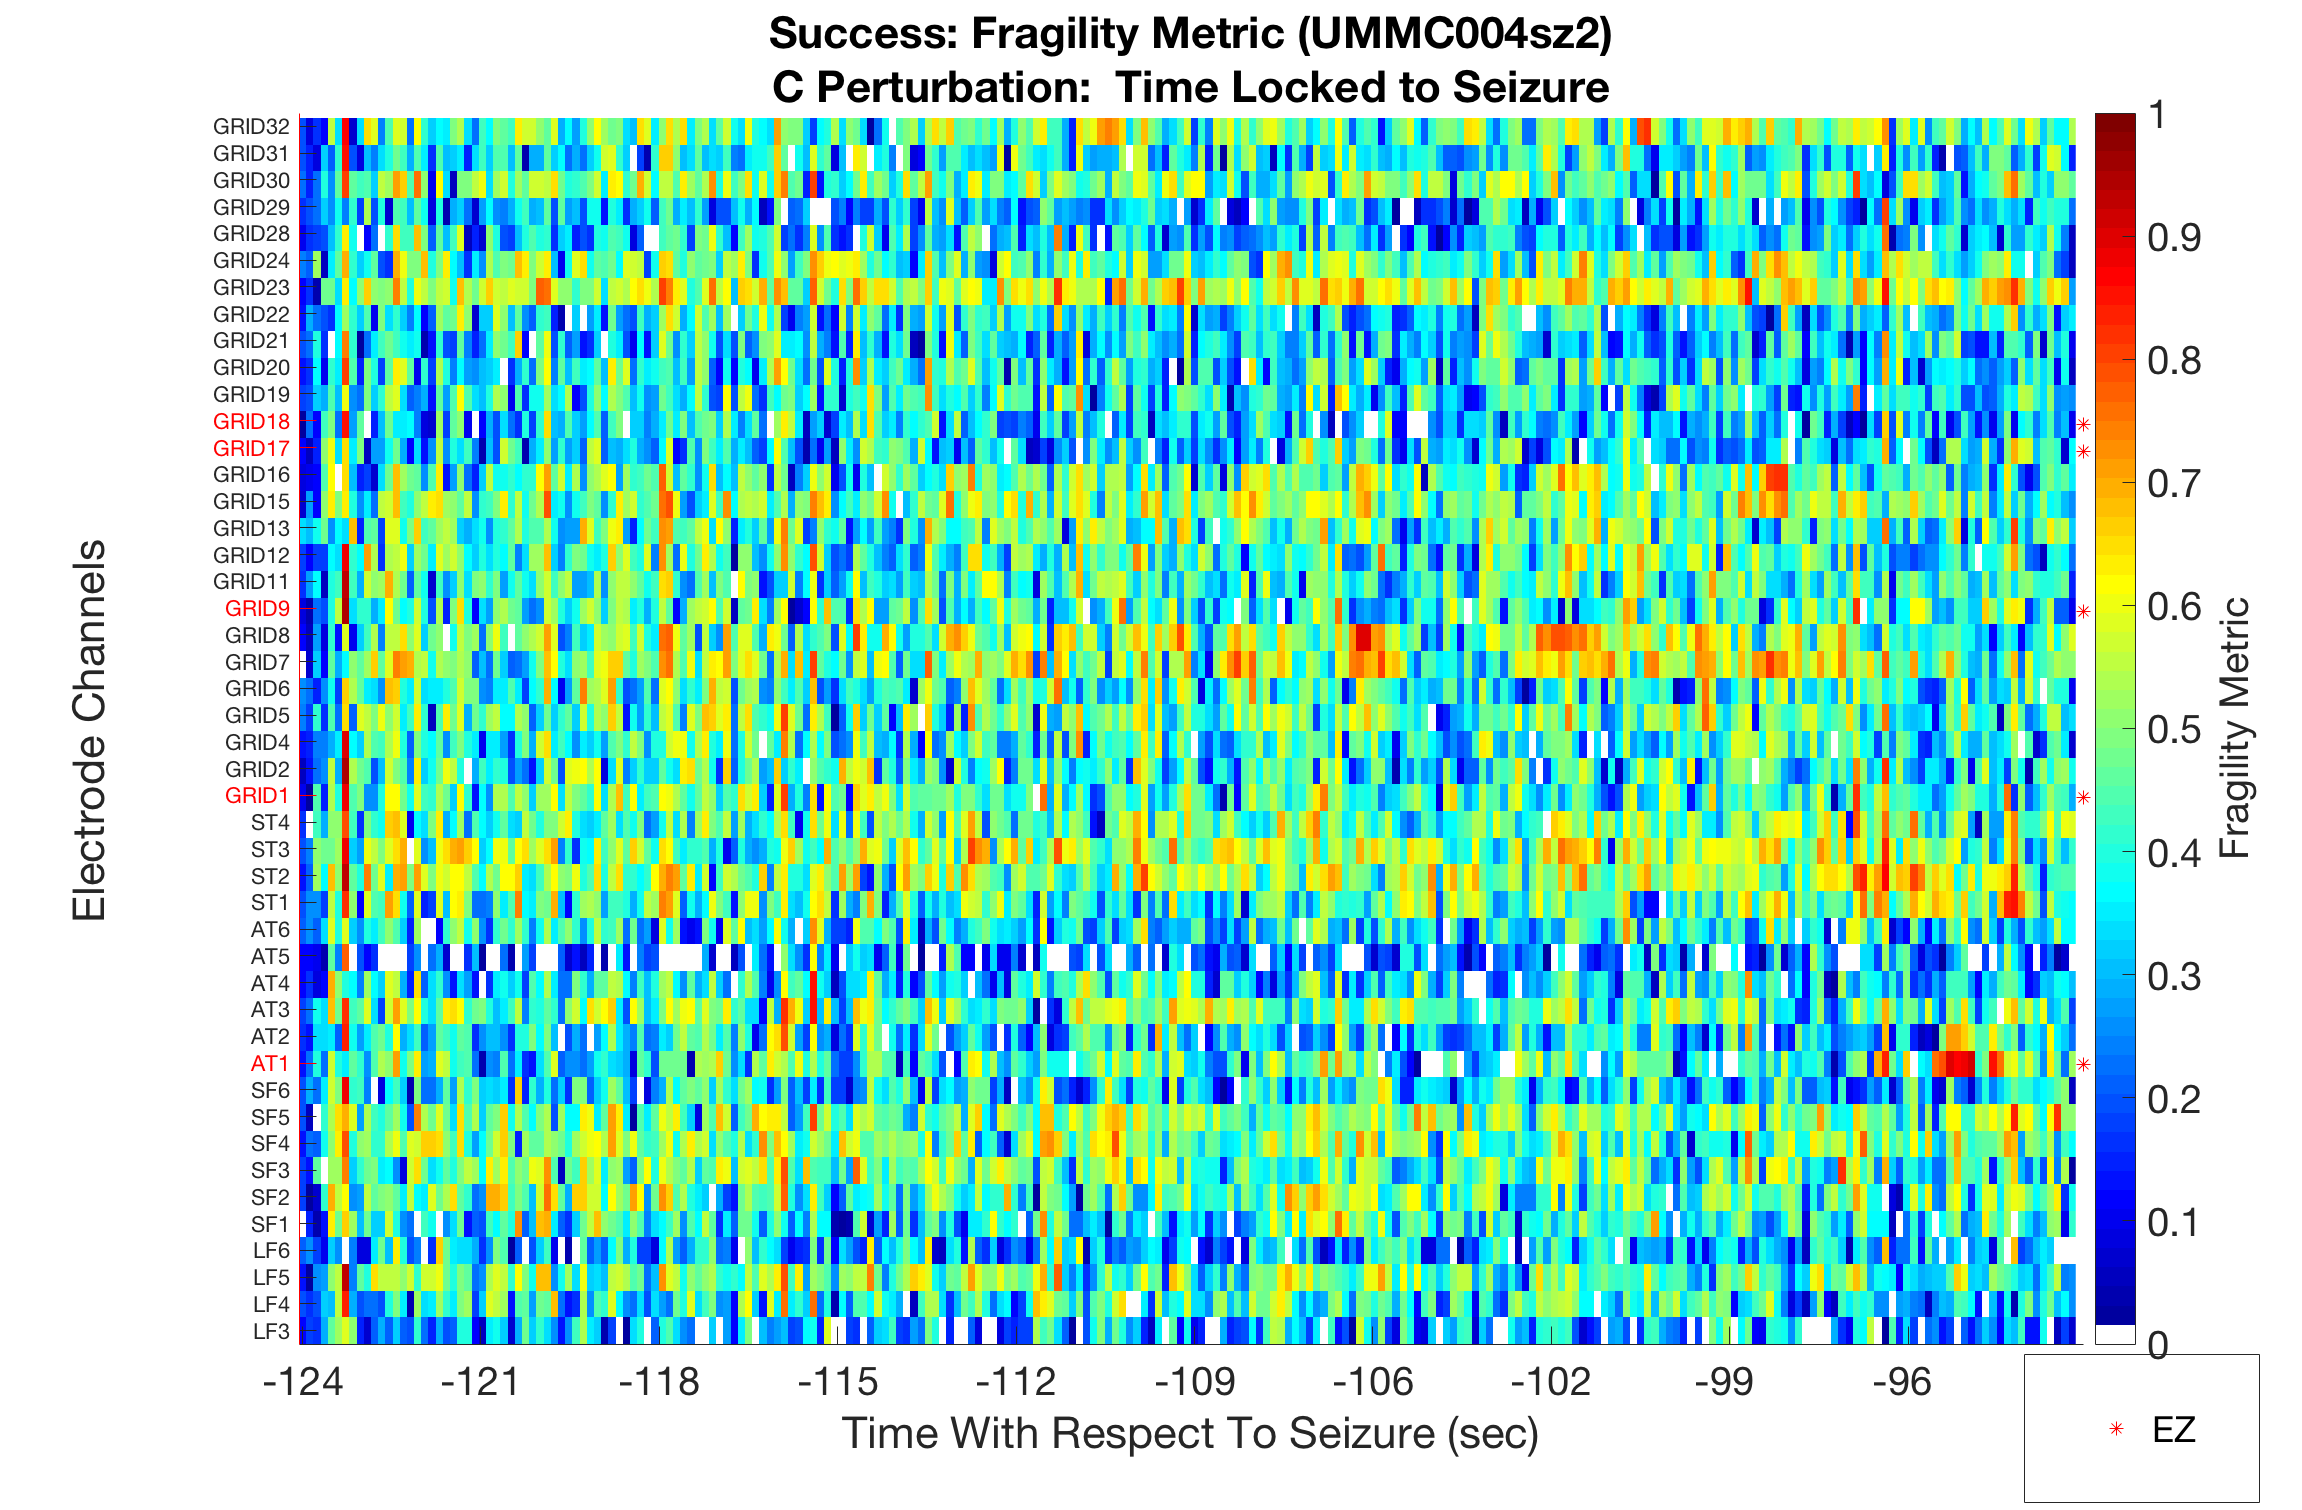 Success: Fragility Metric (UMMC004sz2)
C Perturbation:  Time Locked to Seizure
Electrode Channels
GRID32
GRID31
GRID30
GRID29
GRID28
GRID24
GRID23
GRID22
GRID21
GRID20
GRID19
GRID18
GRID17
GRID16
GRID15
GRID13
GRID12
GRID11
GRID9
GRID8
GRID7
GRID6
GRID5
GRID4
GRID2
GRID1
ST4
ST3
ST2
ST1
AT6
AT5
AT4
AT3
AT2
AT1
SF6
SF5
SF4
SF3
SF2
SF1
LF6
LF5
LF4
LF3
-124 -121 -118 -115 -112 -109 -106 -102 -99 -96
Time With Respect To Seizure (sec)
1
0.9
0.8
0.7
0.6
0.5
0.4
0.3
0.2
0.1
0
Fragility Metric
EZ